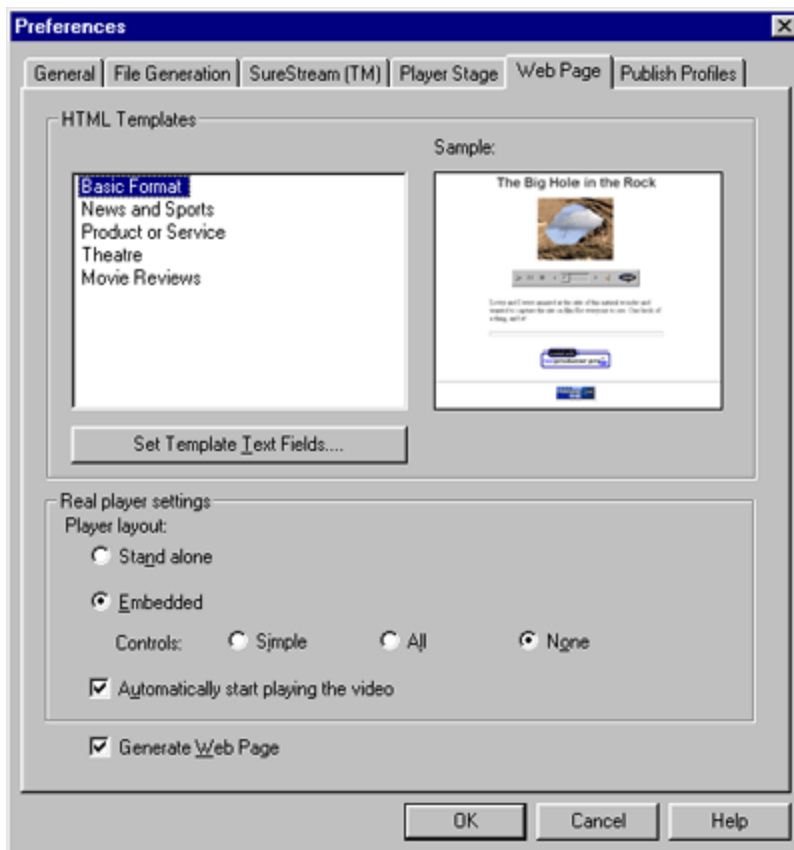 Preferences
General File Generation SureStream (TM) Player Stage Web Page Publish Profiles
HTML Templates
Sample:
Basic Format
News and Sports
Product or Service
Theatre
Movie Reviews
The Big Hole in the Rock
Set Template Text Fields....
Real player settings
Player layout:
Stand alone
Embedded
Controls: Simple All None
Automatically start playing the video
Generate Web Page
OK Cancel Help